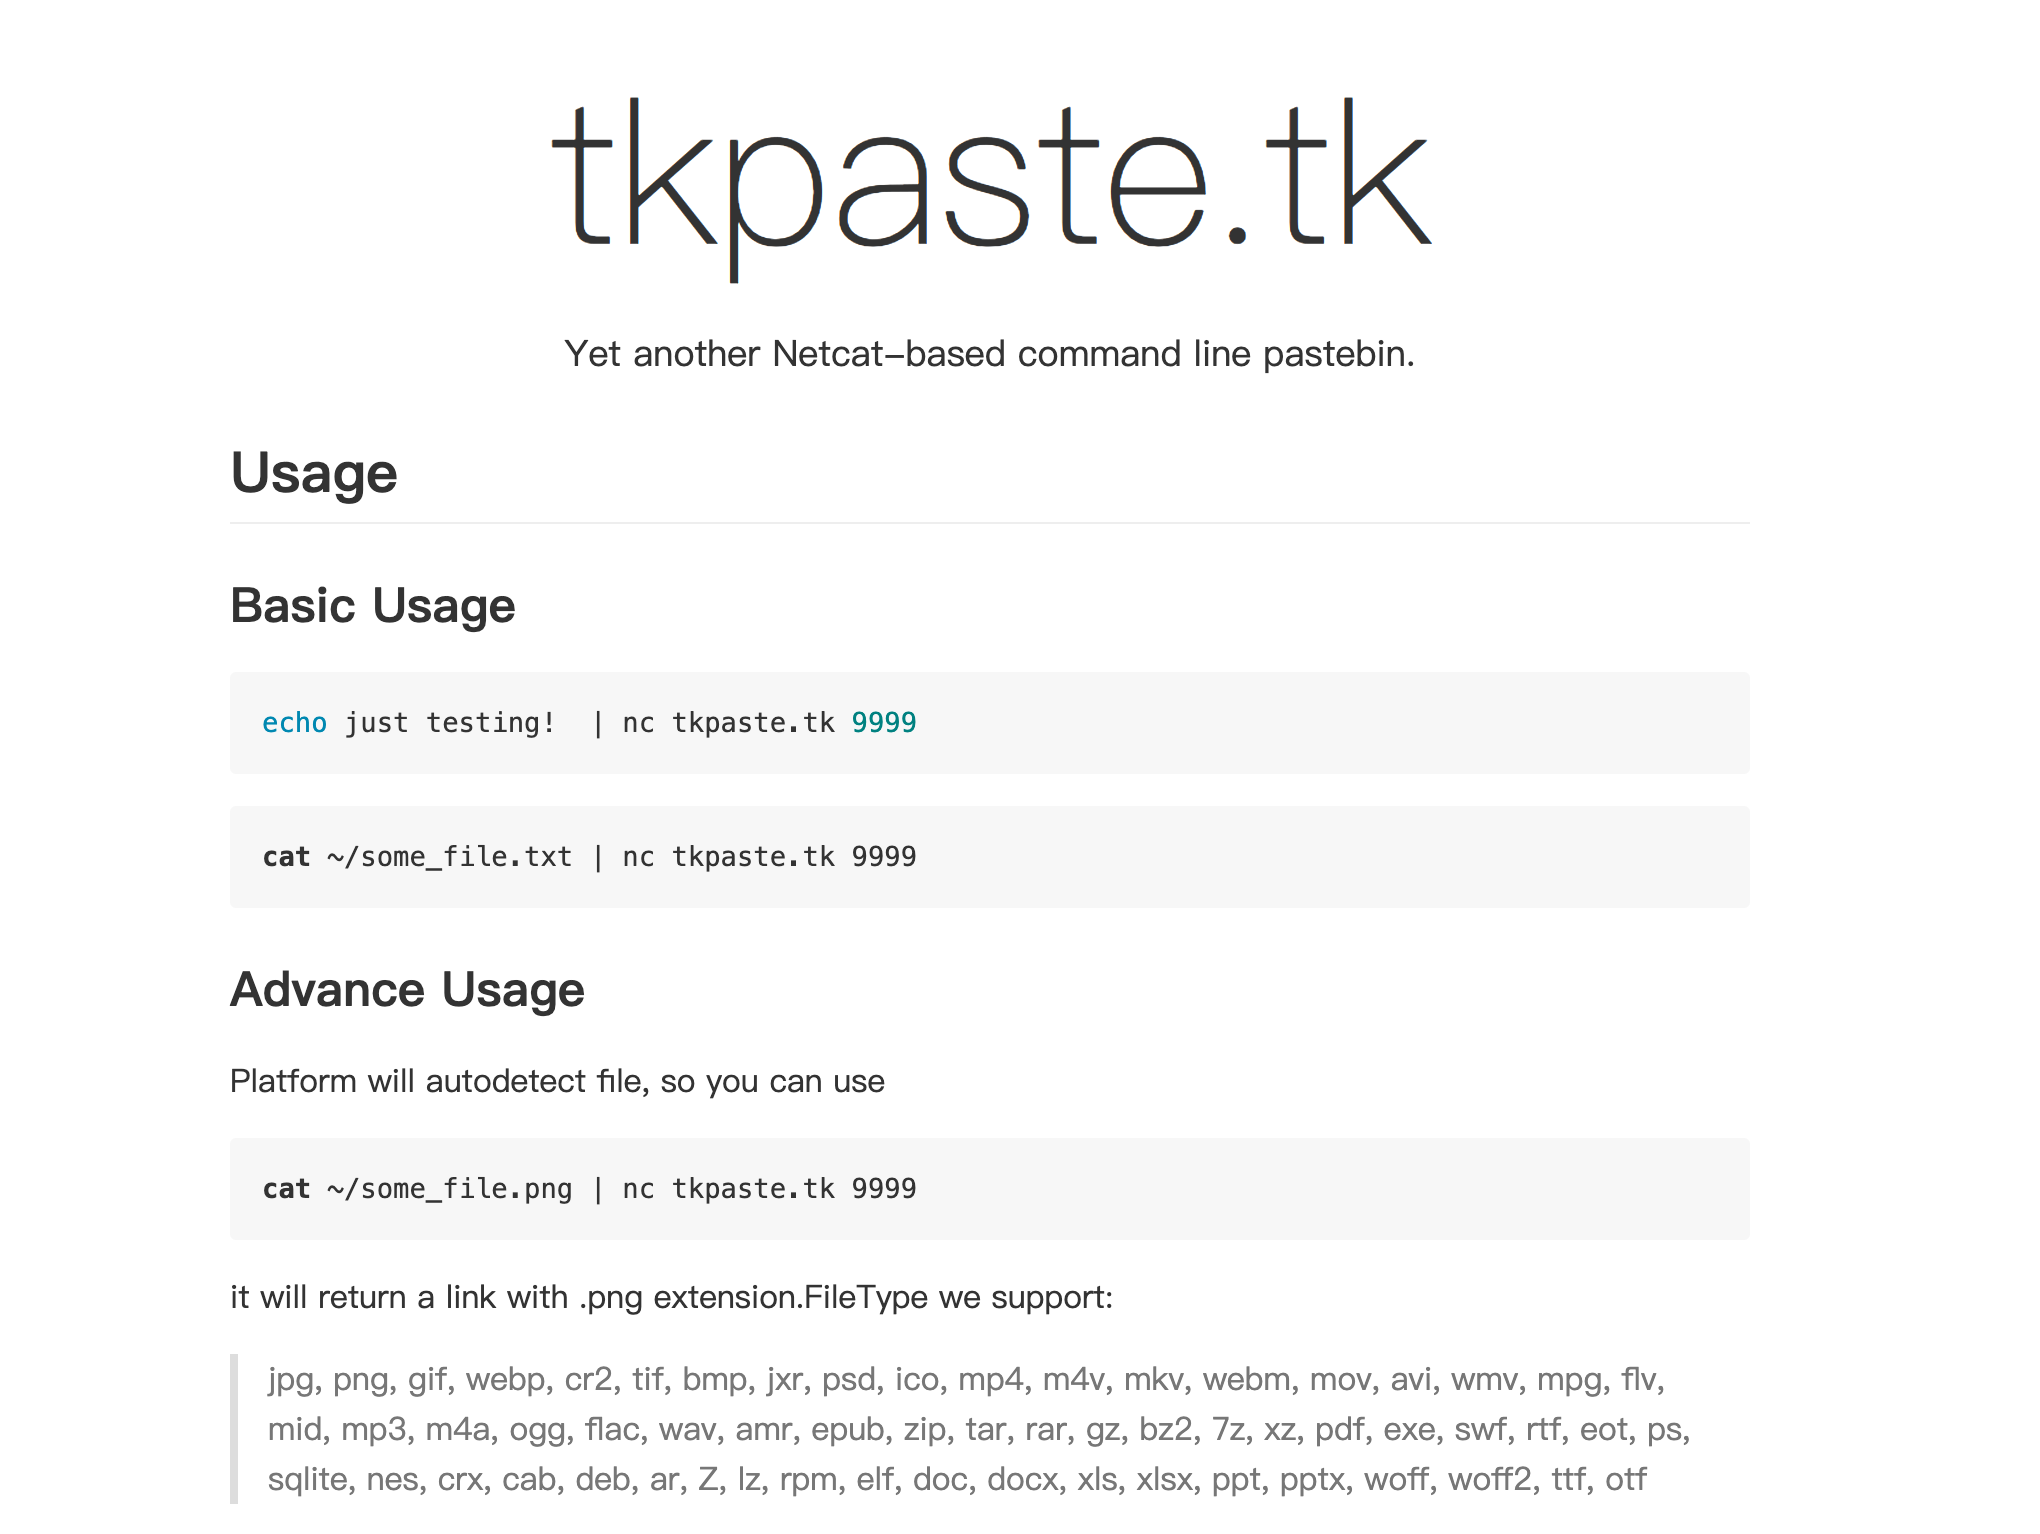 tkpaste.tk
Yet another Netcat-based command line pastebin.
Usage
Basic Usage
echo just testing!  | nc tkpaste.tk 9999
cat ~/some_file.txt | nc tkpaste.tk 9999
Advance Usage
Platform will autodetect file, so you can use
cat ~/some_file.png | nc tkpaste.tk 9999
it will return a link with .png extension.FileType we support:
jpg, png, gif, webp, cr2, tif, bmp, jxr, psd, ico, mp4, m4v, mkv, webm, mov, avi, wmv, mpg, flv,
mid, mp3, m4a, ogg, flac, wav, amr, epub, zip, tar, rar, gz, bz2, 7z, xz, pdf, exe, swf, rtf, eot, ps,
sqlite, nes, crx, cab, deb, ar, Z, lz, rpm, elf, doc, docx, xls, xlsx, ppt, pptx, woff, woff2, ttf, otf